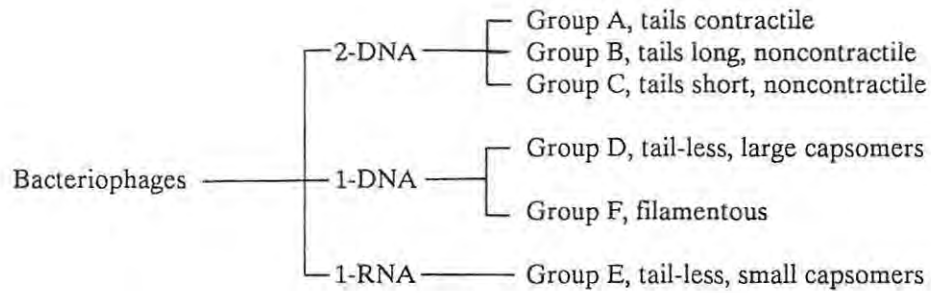 Group A, tails contractile
2-DNA Group B, tails long, noncontractile
Group C, tails short, noncontractile
Group D, tail-less, large capsomers
Bacteriophages 1-DNA
Group F, filamentous
1-RNA Group E, tail-less, small capsomers